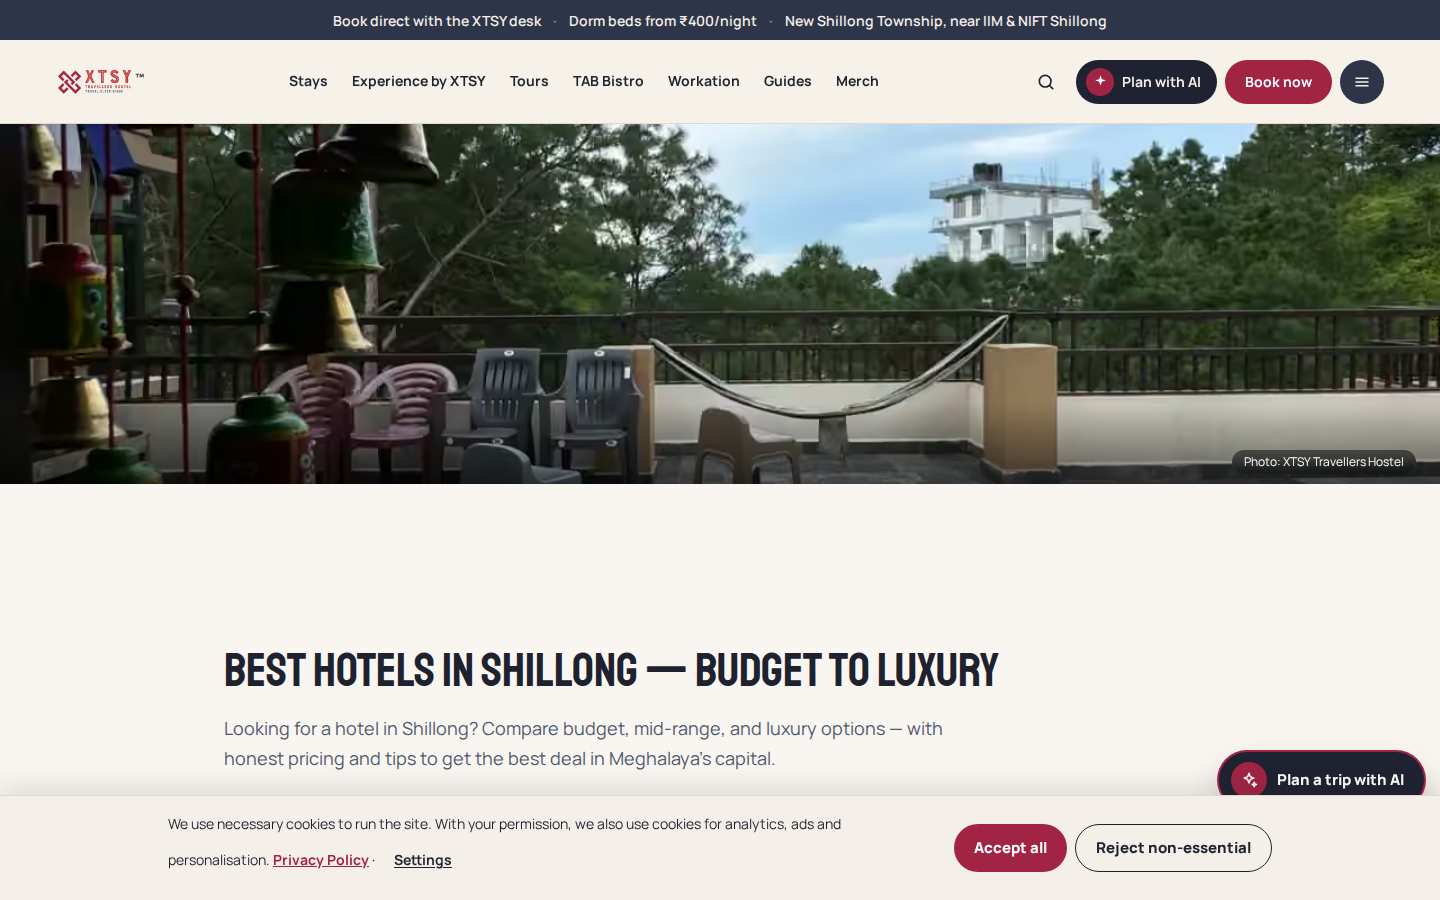 Book direct with the XTSY desk · Dorm beds from ₹400/night · New Shillong Township, near IIM & NIFT Shillong
XTSY™
TRAVELLERS HOSTEL
Stays Experience by XTSY Tours TAB Bistro Workation Guides Merch
Plan with AI
Book now
Photo: XTSY Travellers Hostel
BEST HOTELS IN SHILLONG — BUDGET TO LUXURY
Looking for a hotel in Shillong? Compare budget, mid-range, and luxury options — with
honest pricing and tips to get the best deal in Meghalaya's capital.
Plan a trip with AI
We use necessary cookies to run the site. With your permission, we also use cookies for analytics, ads and
personalisation. Privacy Policy · Settings
Accept all
Reject non-essential